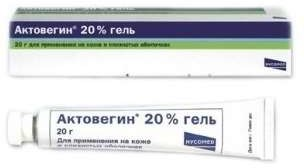 Актовегин® 20% гель
20 г для применения на коже и слизистых оболочках
NYCOMED
Актовегин® 20% гель
20 г
Для применения на коже
и слизистых оболочках
NYCOMED